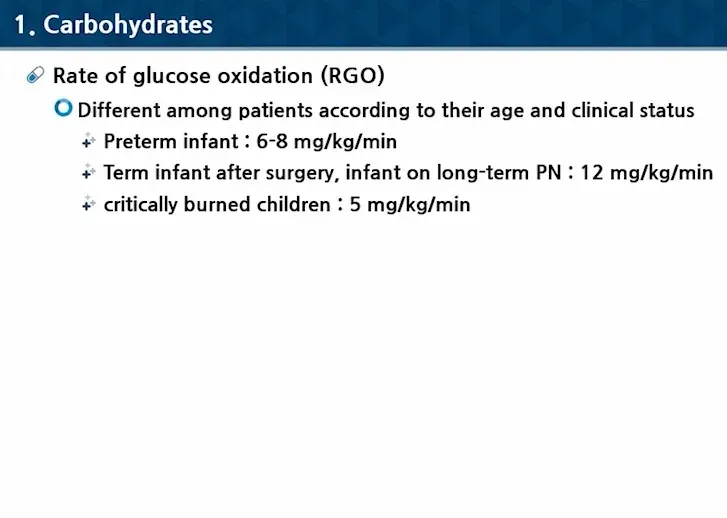 1. Carbohydrates
Rate of glucose oxidation (RGO)
Different among patients according to their age and clinical status
Preterm infant : 6-8 mg/kg/min
Term infant after surgery, infant on long-term PN : 12 mg/kg/min
critically burned children : 5 mg/kg/min